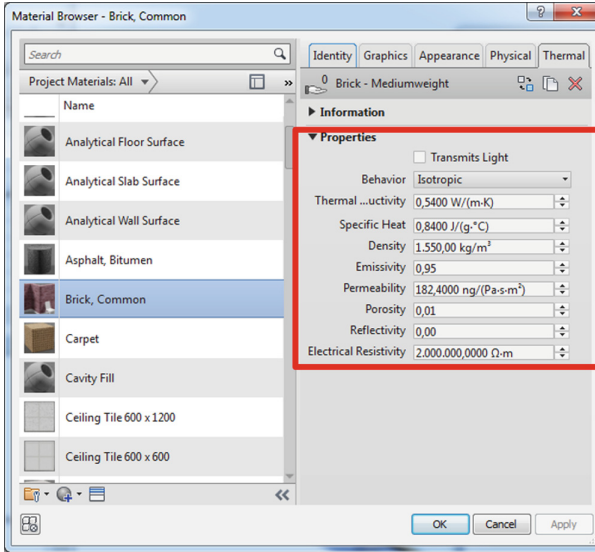 Material Browser - Brick, Common
?
Search
Project Materials: All
»
Name
Analytical Floor Surface
Analytical Slab Surface
Analytical Wall Surface
Asphalt, Bitumen
Brick, Common
Carpet
Cavity Fill
Ceiling Tile 600 x 1200
Ceiling Tile 600 x 600
«
Identity Graphics Appearance Physical Thermal
0 Brick - Mediumweight
Information
Properties
Transmits Light
Behavior Isotropic
Thermal ...uctivity 0,5400 W/(m·K)
Specific Heat 0,8400 J/(g·°C)
Density 1.550,00 kg/m³
Emissivity 0,95
Permeability 182,4000 ng/(Pa·s·m²)
Porosity 0,01
Reflectivity 0,00
Electrical Resistivity 2.000.000,0000 Ω·m
OK Cancel Apply